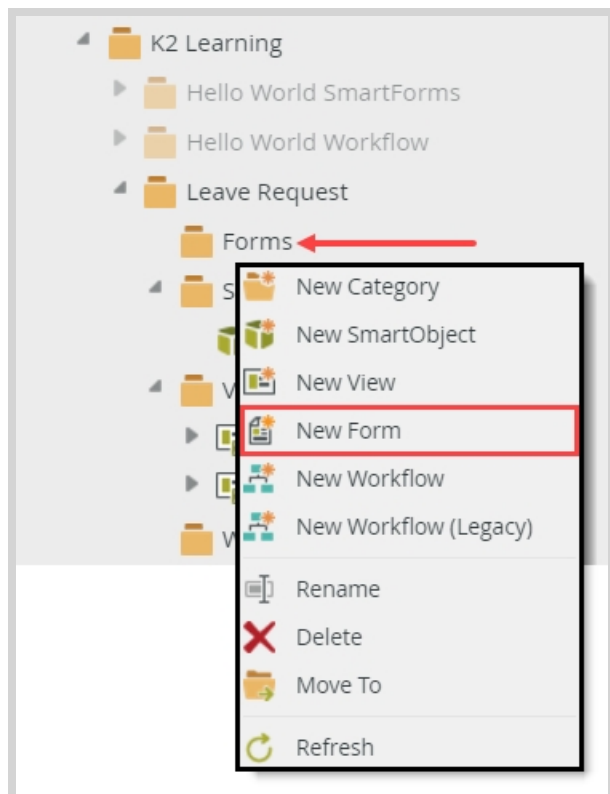 K2 Learning
Hello World SmartForms
Hello World Workflow
Leave Request
Forms
S
New Category
New SmartObject
V
New View
New Form
New Workflow
W
New Workflow (Legacy)
Rename
Delete
Move To
Refresh